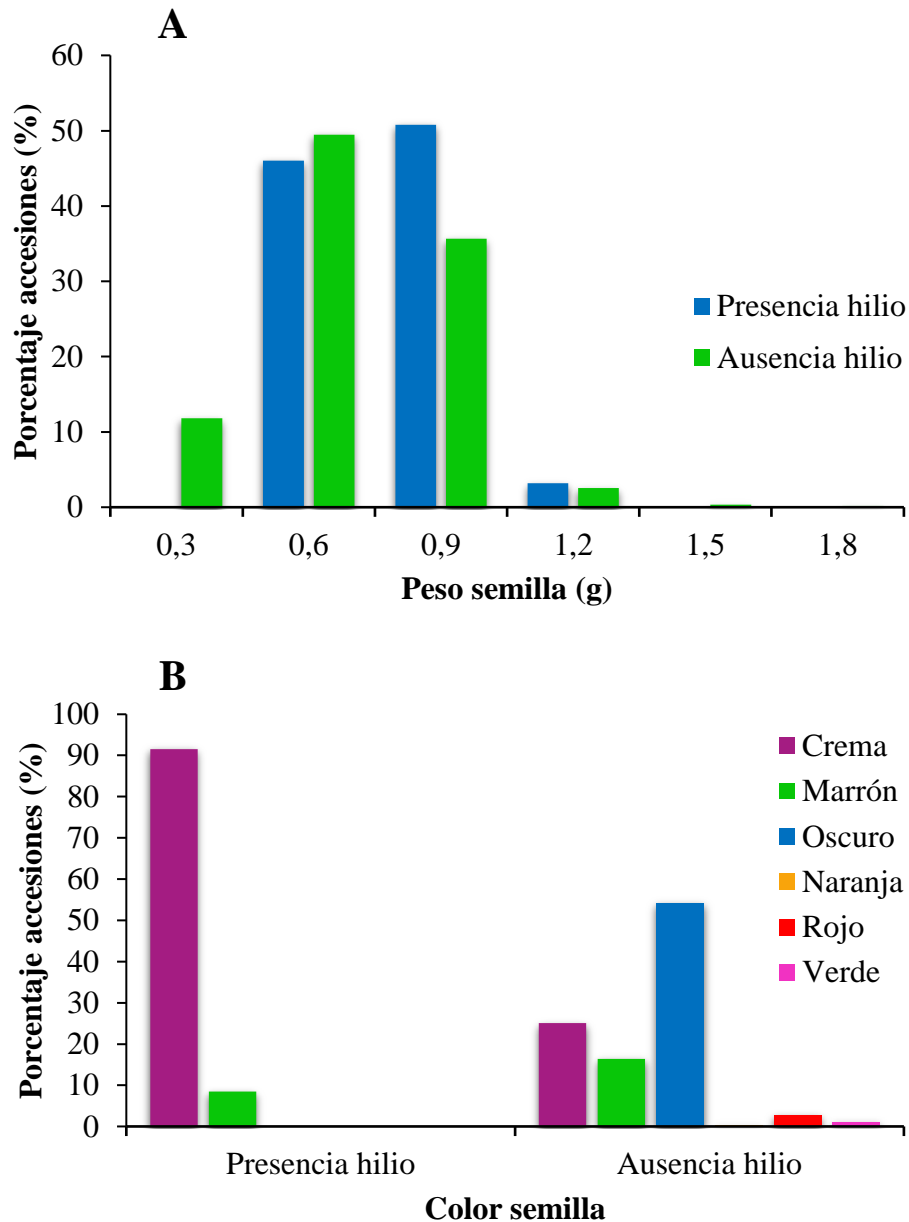 A
Porcentaje accesiones (%)
60
50
40
30
20
10
0
Presencia hilio
Ausencia hilio
0,3 0,6 0,9 1,2 1,5 1,8
Peso semilla (g)
B
Porcentaje accesiones (%)
100
90
80
70
60
50
40
30
20
10
0
Crema
Marrón
Oscuro
Naranja
Rojo
Verde
Presencia hilio Ausencia hilio
Color semilla